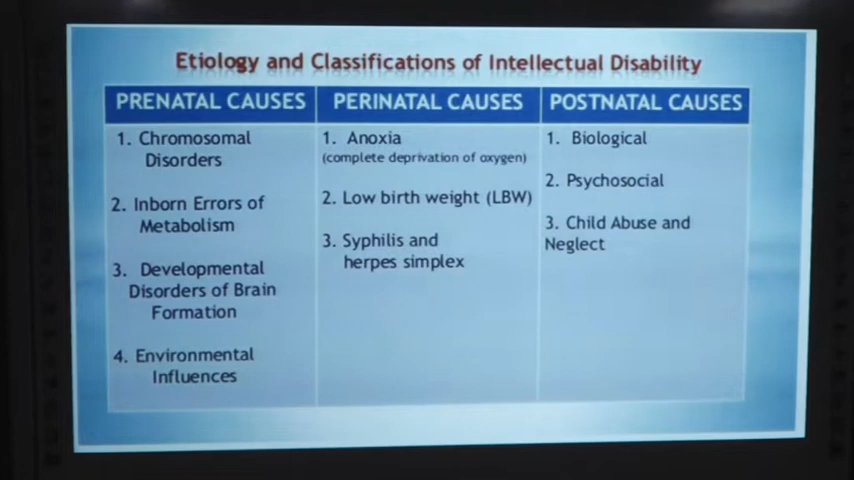 Etiology and Classifications of Intellectual Disability
PRENATAL CAUSES
1. Chromosomal
Disorders
2. Inborn Errors of
Metabolism
3. Developmental
Disorders of Brain
Formation
4. Environmental
Influences
PERINATAL CAUSES
1. Anoxia
(complete deprivation of oxygen)
2. Low birth weight (LBW)
3. Syphilis and
herpes simplex
POSTNATAL CAUSES
1. Biological
2. Psychosocial
3. Child Abuse and
Neglect